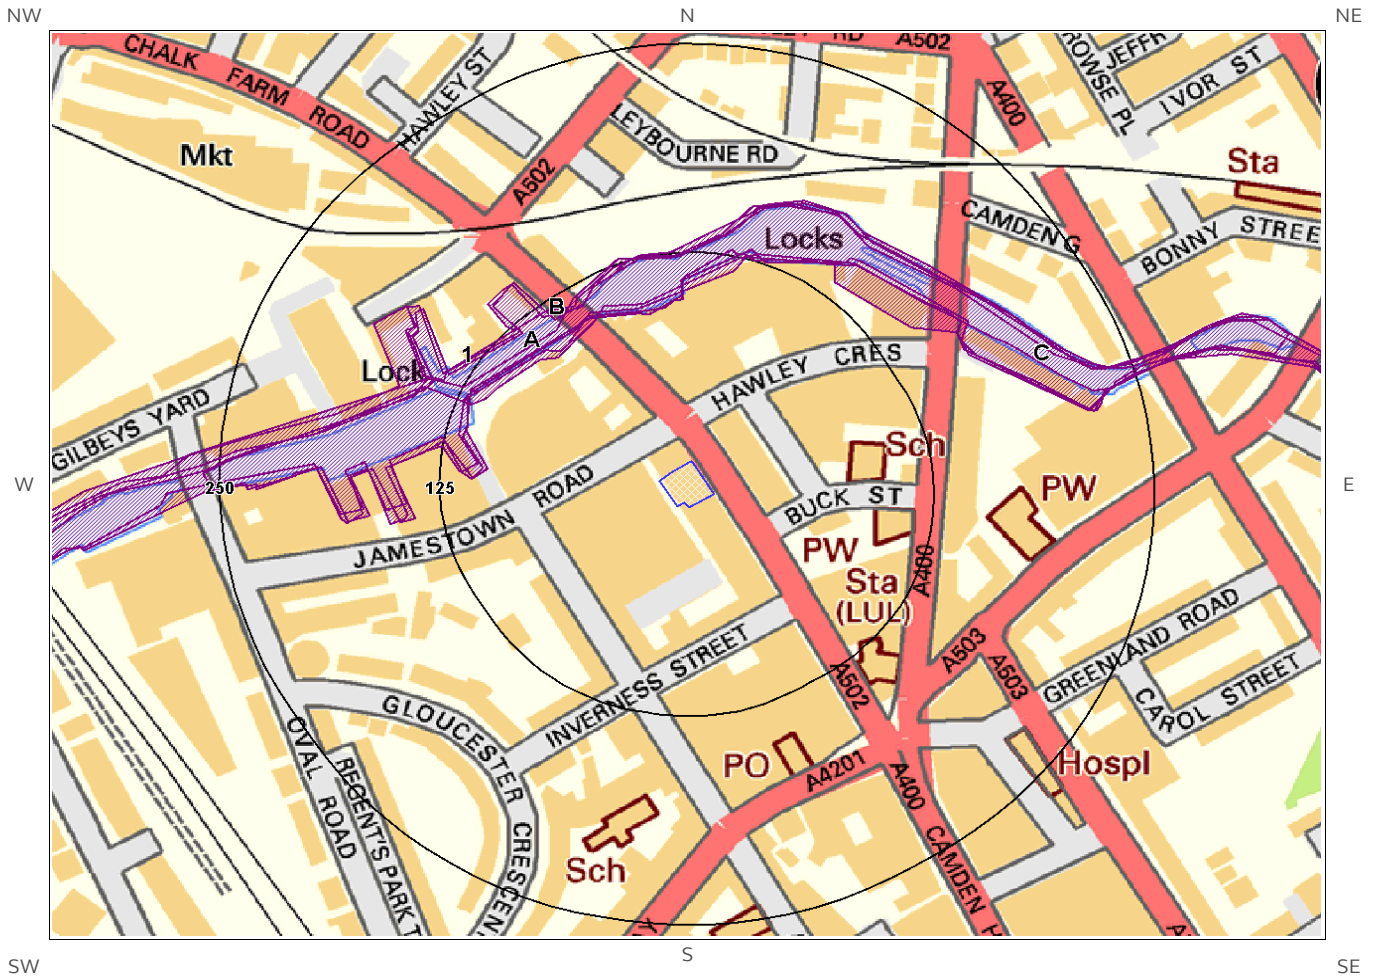 NW
N
NE
CHALK FARM ROAD
HAWLEY ST
RD
A502
A400
JEFFR
IVOR ST
Mkt
A502
LEYBOURNE RD
Sta
CAMDEN G
BONNY STREE
Locks
B
A
1
C
Lock
HAWLEY CRES
GILBEYS YARD
Sch
W
250
125
E
JAMESTOWN ROAD
BUCK ST
PW
PW
Sta
(LUL)
A400
INVERNESS STREET
A502
A503
A503
GREENLAND ROAD
CAROL STREET
GLOUCESTER CRESCEN
OVAL ROAD
REGENT'S PARK T
PO
A4201
A400
Hospl
CAMDEN H
Sch
SW
S
SE